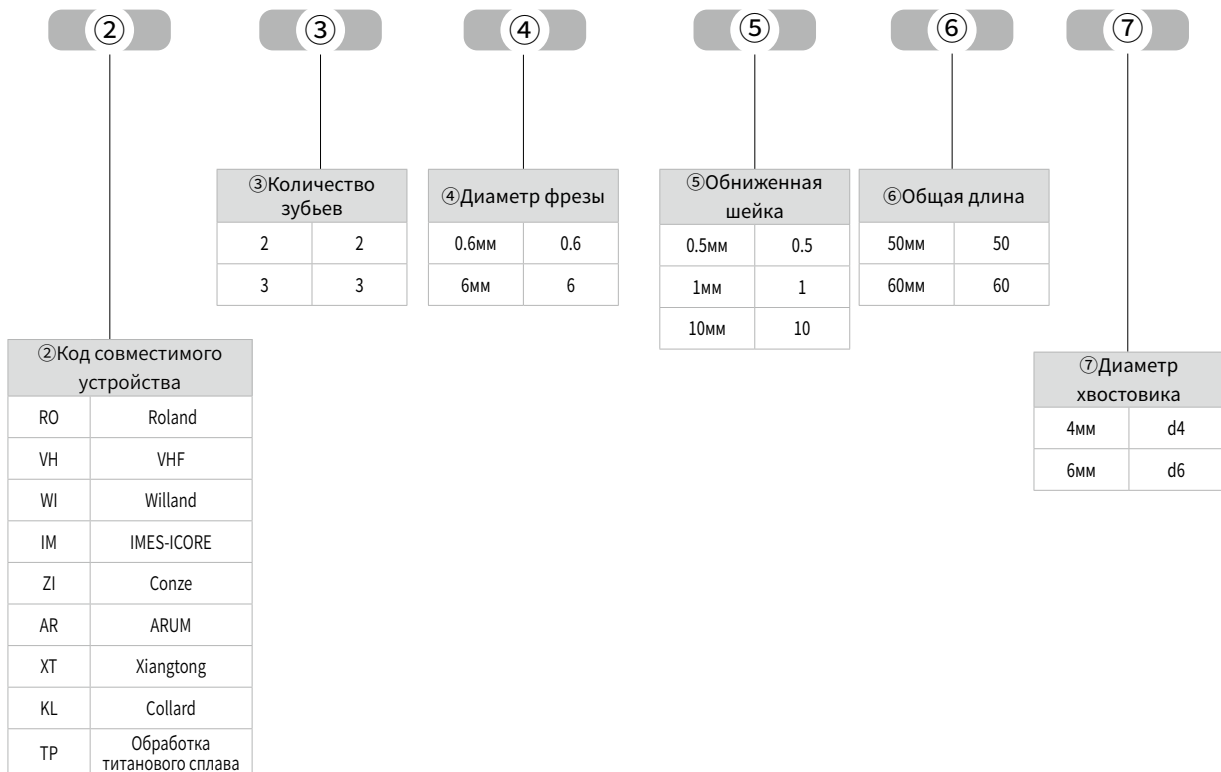 ② ③ ④ ⑤ ⑥ ⑦
③Количество
зубьев
2 2
3 3
④Диаметр фрезы
0.6мм 0.6
6мм 6
⑤Обниженная
шейка
0.5мм 0.5
1мм 1
10мм 10
⑥Общая длина
50мм 50
60мм 60
②Код совместимого
устройства
RO Roland
VH VHF
WI Willand
IM IMES-ICORE
ZI Conze
AR ARUM
XT Xiangtong
KL Collard
TP Обработка
титанового сплава
⑦Диаметр
хвостовика
4мм d4
6мм d6